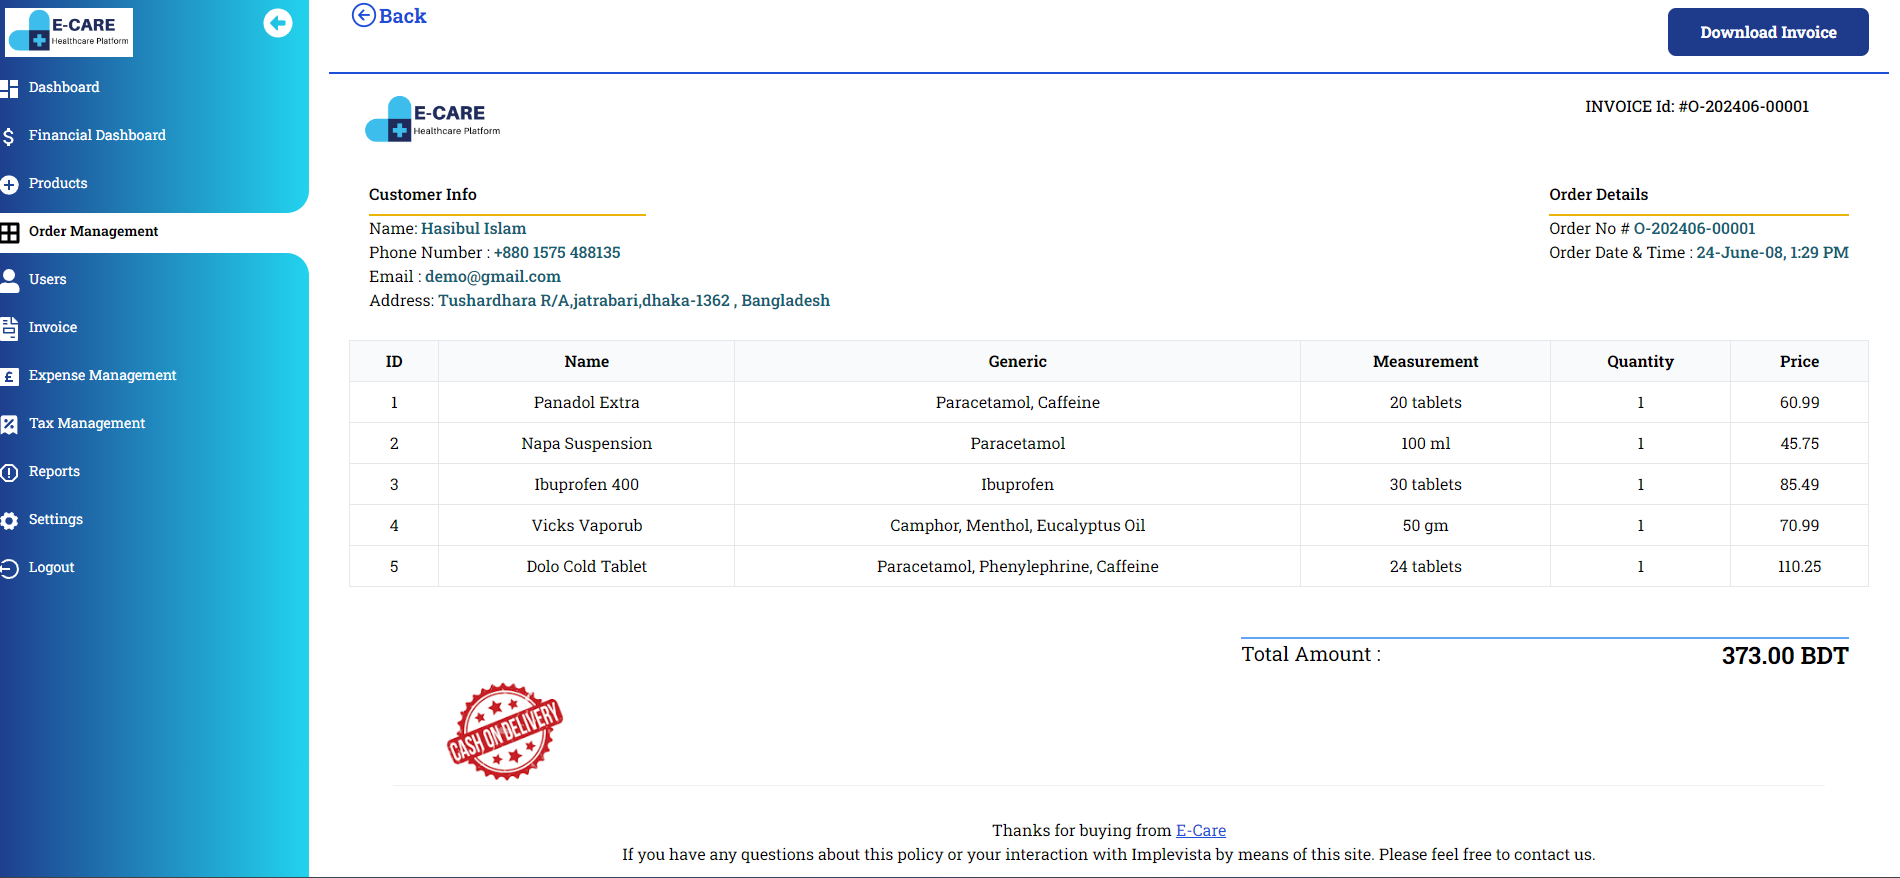 E-CARE
Healthcare Platform
Dashboard
Financial Dashboard
Products
Order Management
Users
Invoice
Expense Management
Tax Management
Reports
Settings
Logout
Back
Download Invoice
E-CARE
Healthcare Platform
INVOICE Id: #O-202406-00001
Customer Info
Name: Hasibul Islam
Phone Number : +880 1575 488135
Email : demo@gmail.com
Address: Tushardhara R/A,jatrabari,dhaka-1362 , Bangladesh
Order Details
Order No # O-202406-00001
Order Date & Time : 24-June-08, 1:29 PM
ID Name Generic Measurement Quantity Price
1 Panadol Extra Paracetamol, Caffeine 20 tablets 1 60.99
2 Napa Suspension Paracetamol 100 ml 1 45.75
3 Ibuprofen 400 Ibuprofen 30 tablets 1 85.49
4 Vicks Vaporub Camphor, Menthol, Eucalyptus Oil 50 gm 1 70.99
5 Dolo Cold Tablet Paracetamol, Phenylephrine, Caffeine 24 tablets 1 110.25
Total Amount : 373.00 BDT
CASH ON DELIVERY
Thanks for buying from E-Care
If you have any questions about this policy or your interaction with Implevista by means of this site. Please feel free to contact us.